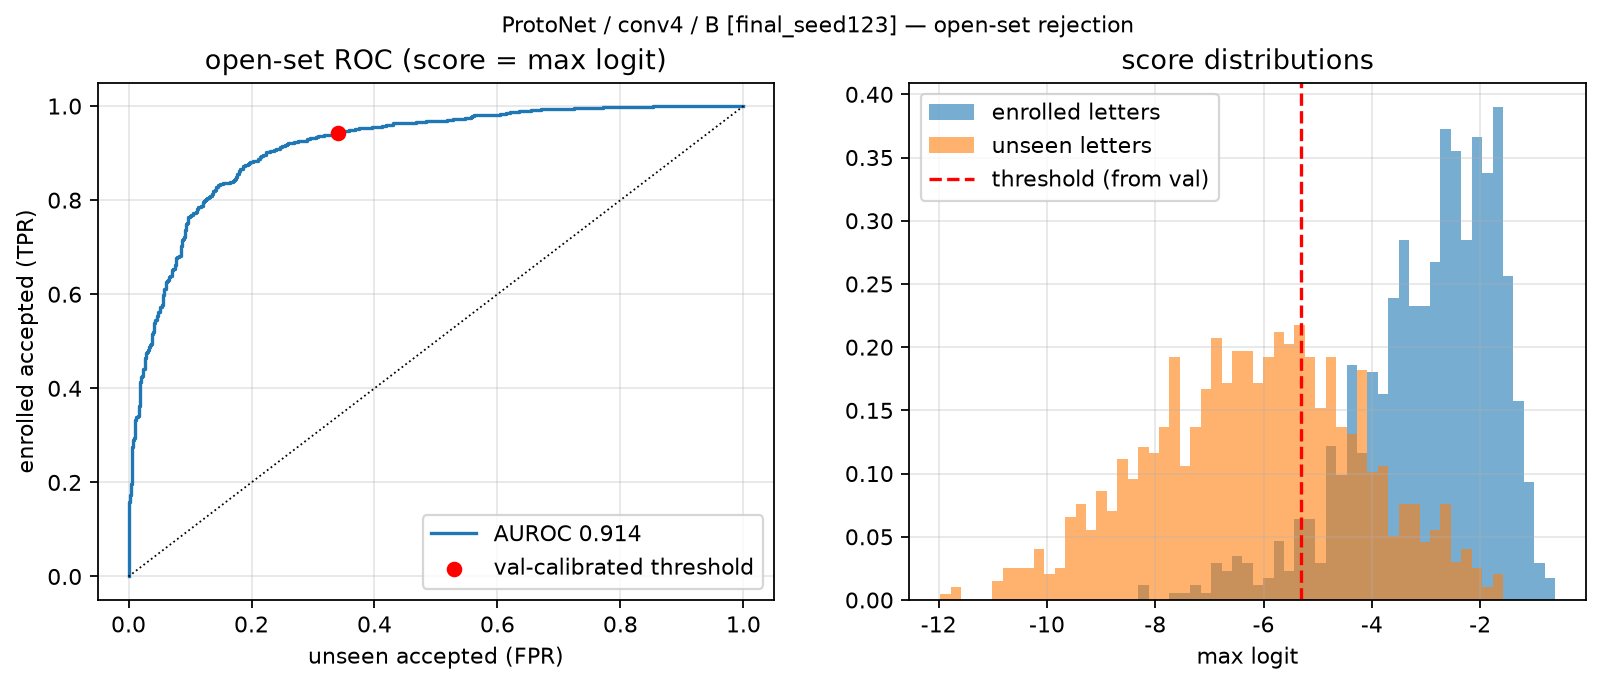 ProtoNet / conv4 / B [final_seed123] — open-set rejection
open-set ROC (score = max logit)
enrolled accepted (TPR)
1.0
0.8
0.6
0.4
0.2
0.0
AUROC 0.914
val-calibrated threshold
0.0 0.2 0.4 0.6 0.8 1.0
unseen accepted (FPR)
score distributions
0.40
0.35
0.30
0.25
0.20
0.15
0.10
0.05
0.00
enrolled letters
unseen letters
threshold (from val)
-12 -10 -8 -6 -4 -2
max logit